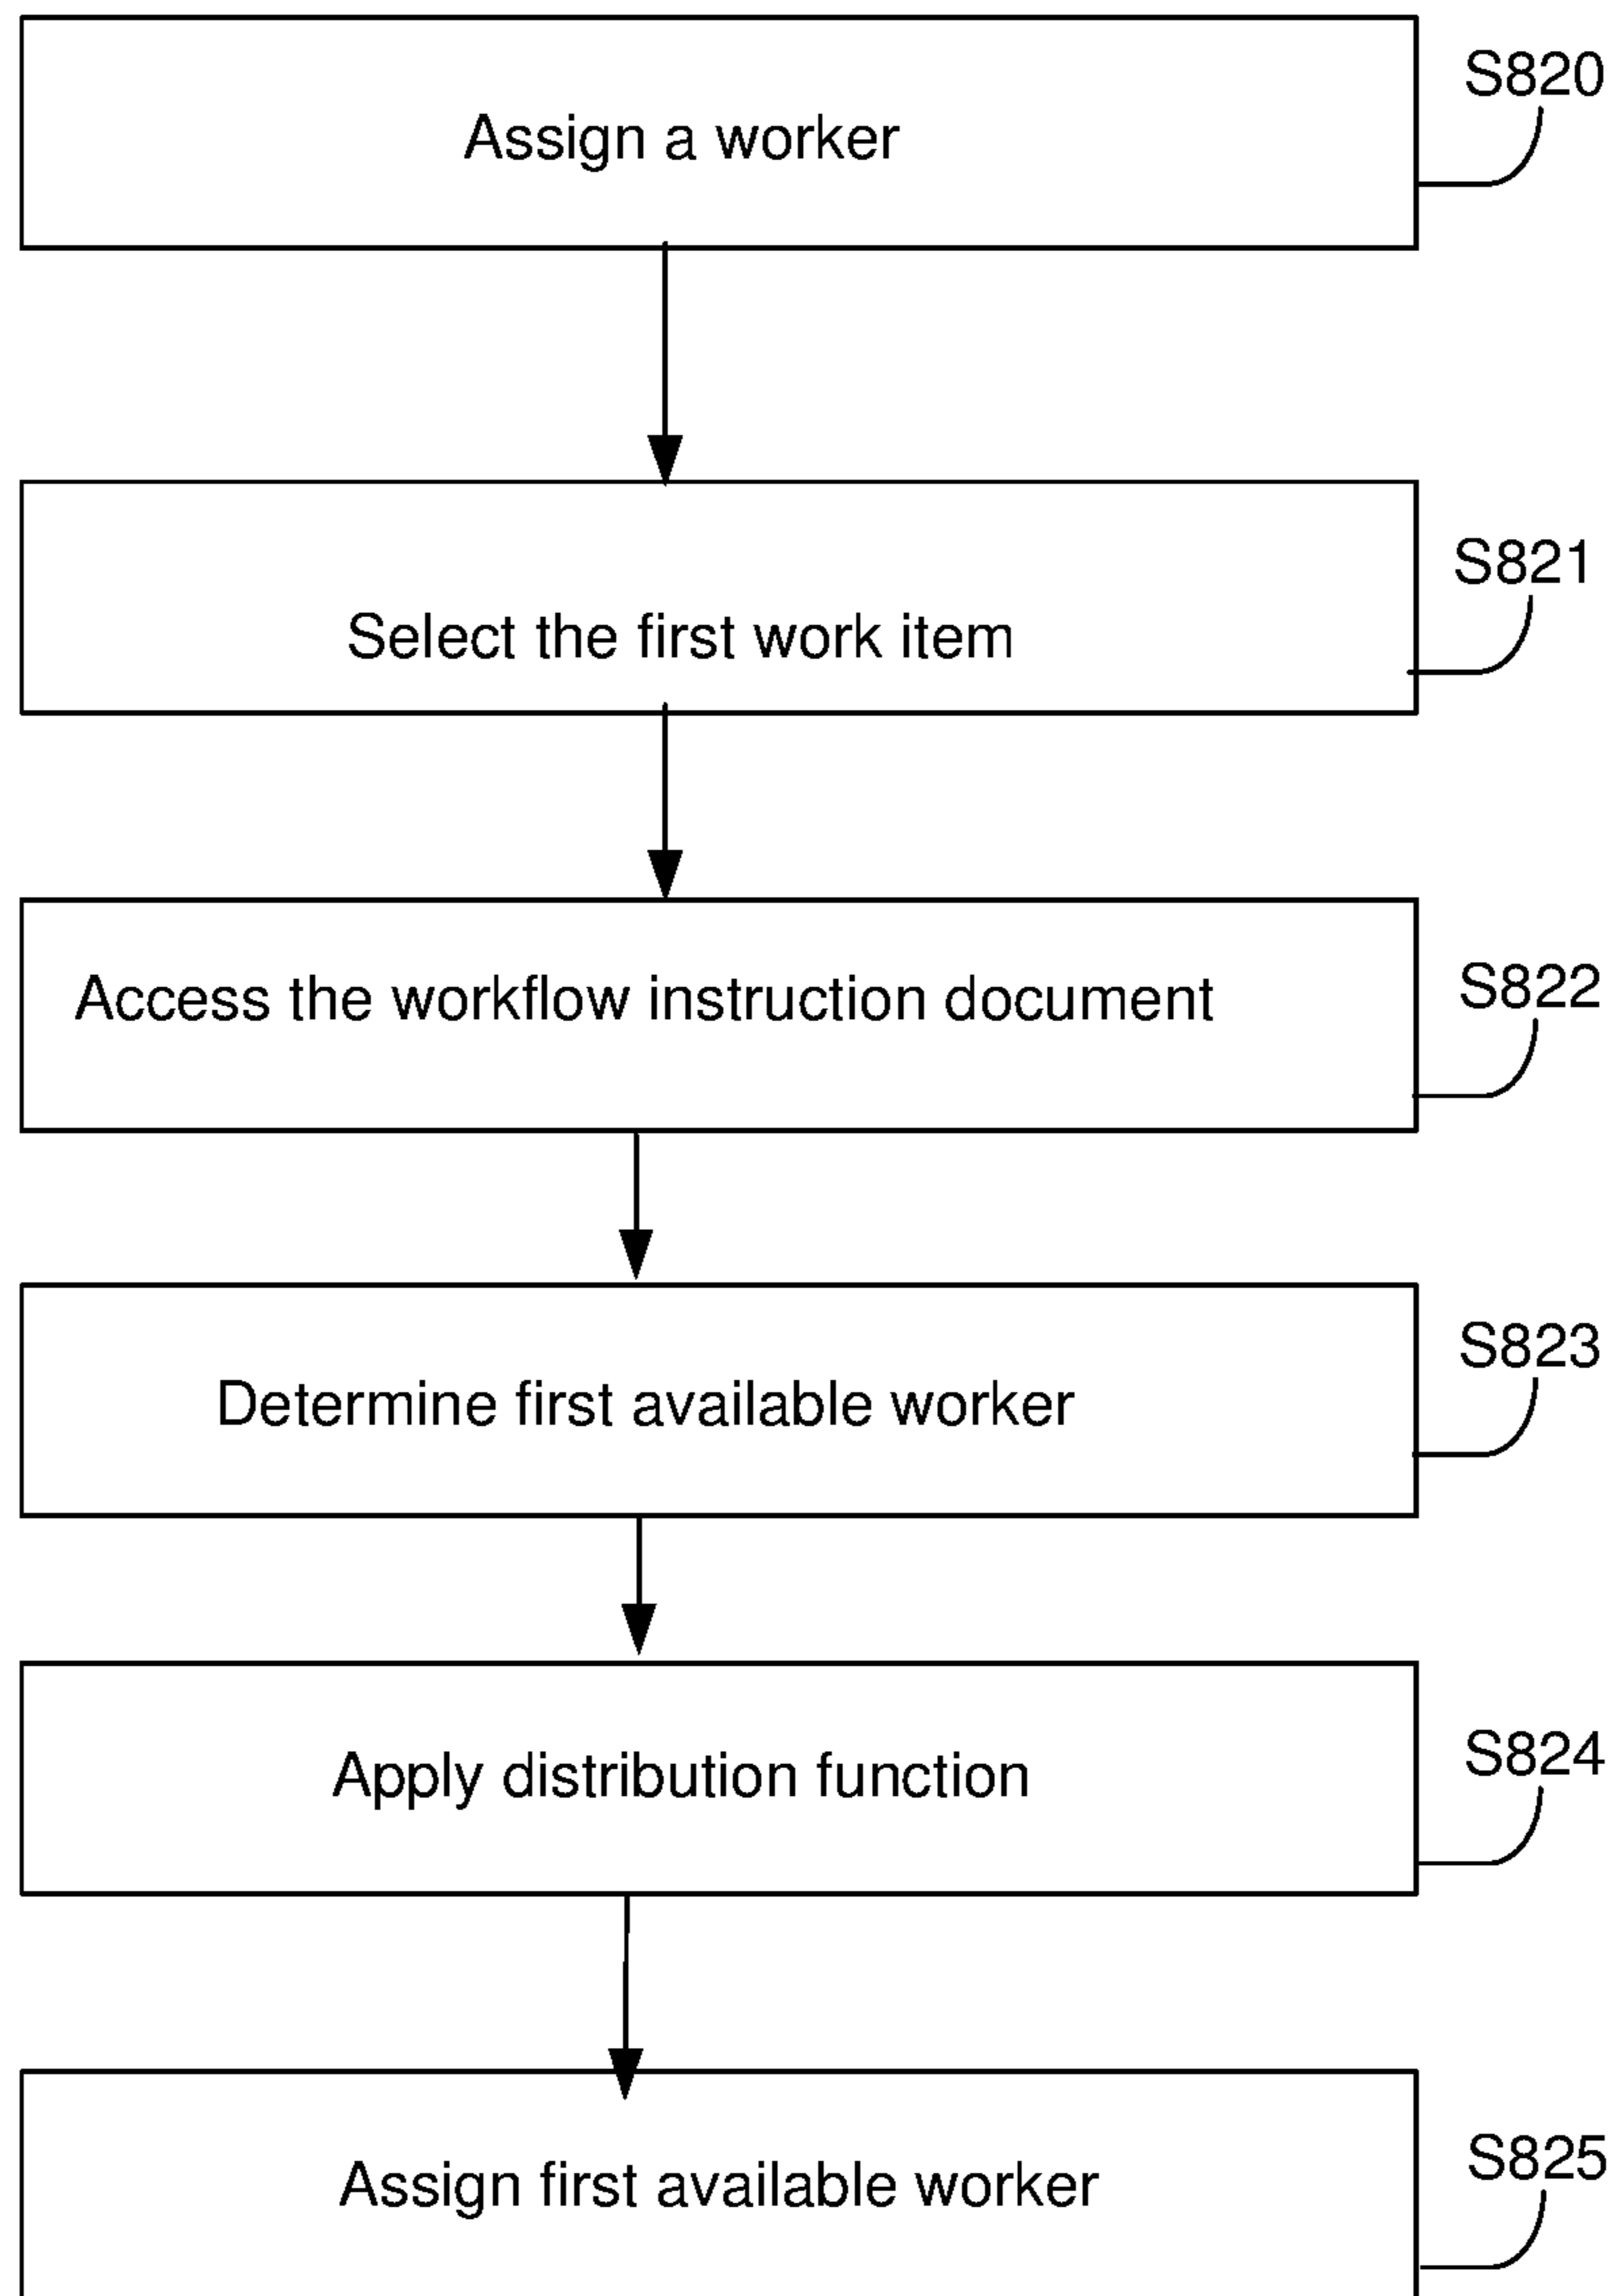 S820
Assign a worker
S821
Select the first work item
S822
Access the workflow instruction document
S823
Determine first available worker
S824
Apply distribution function
S825
Assign first available worker